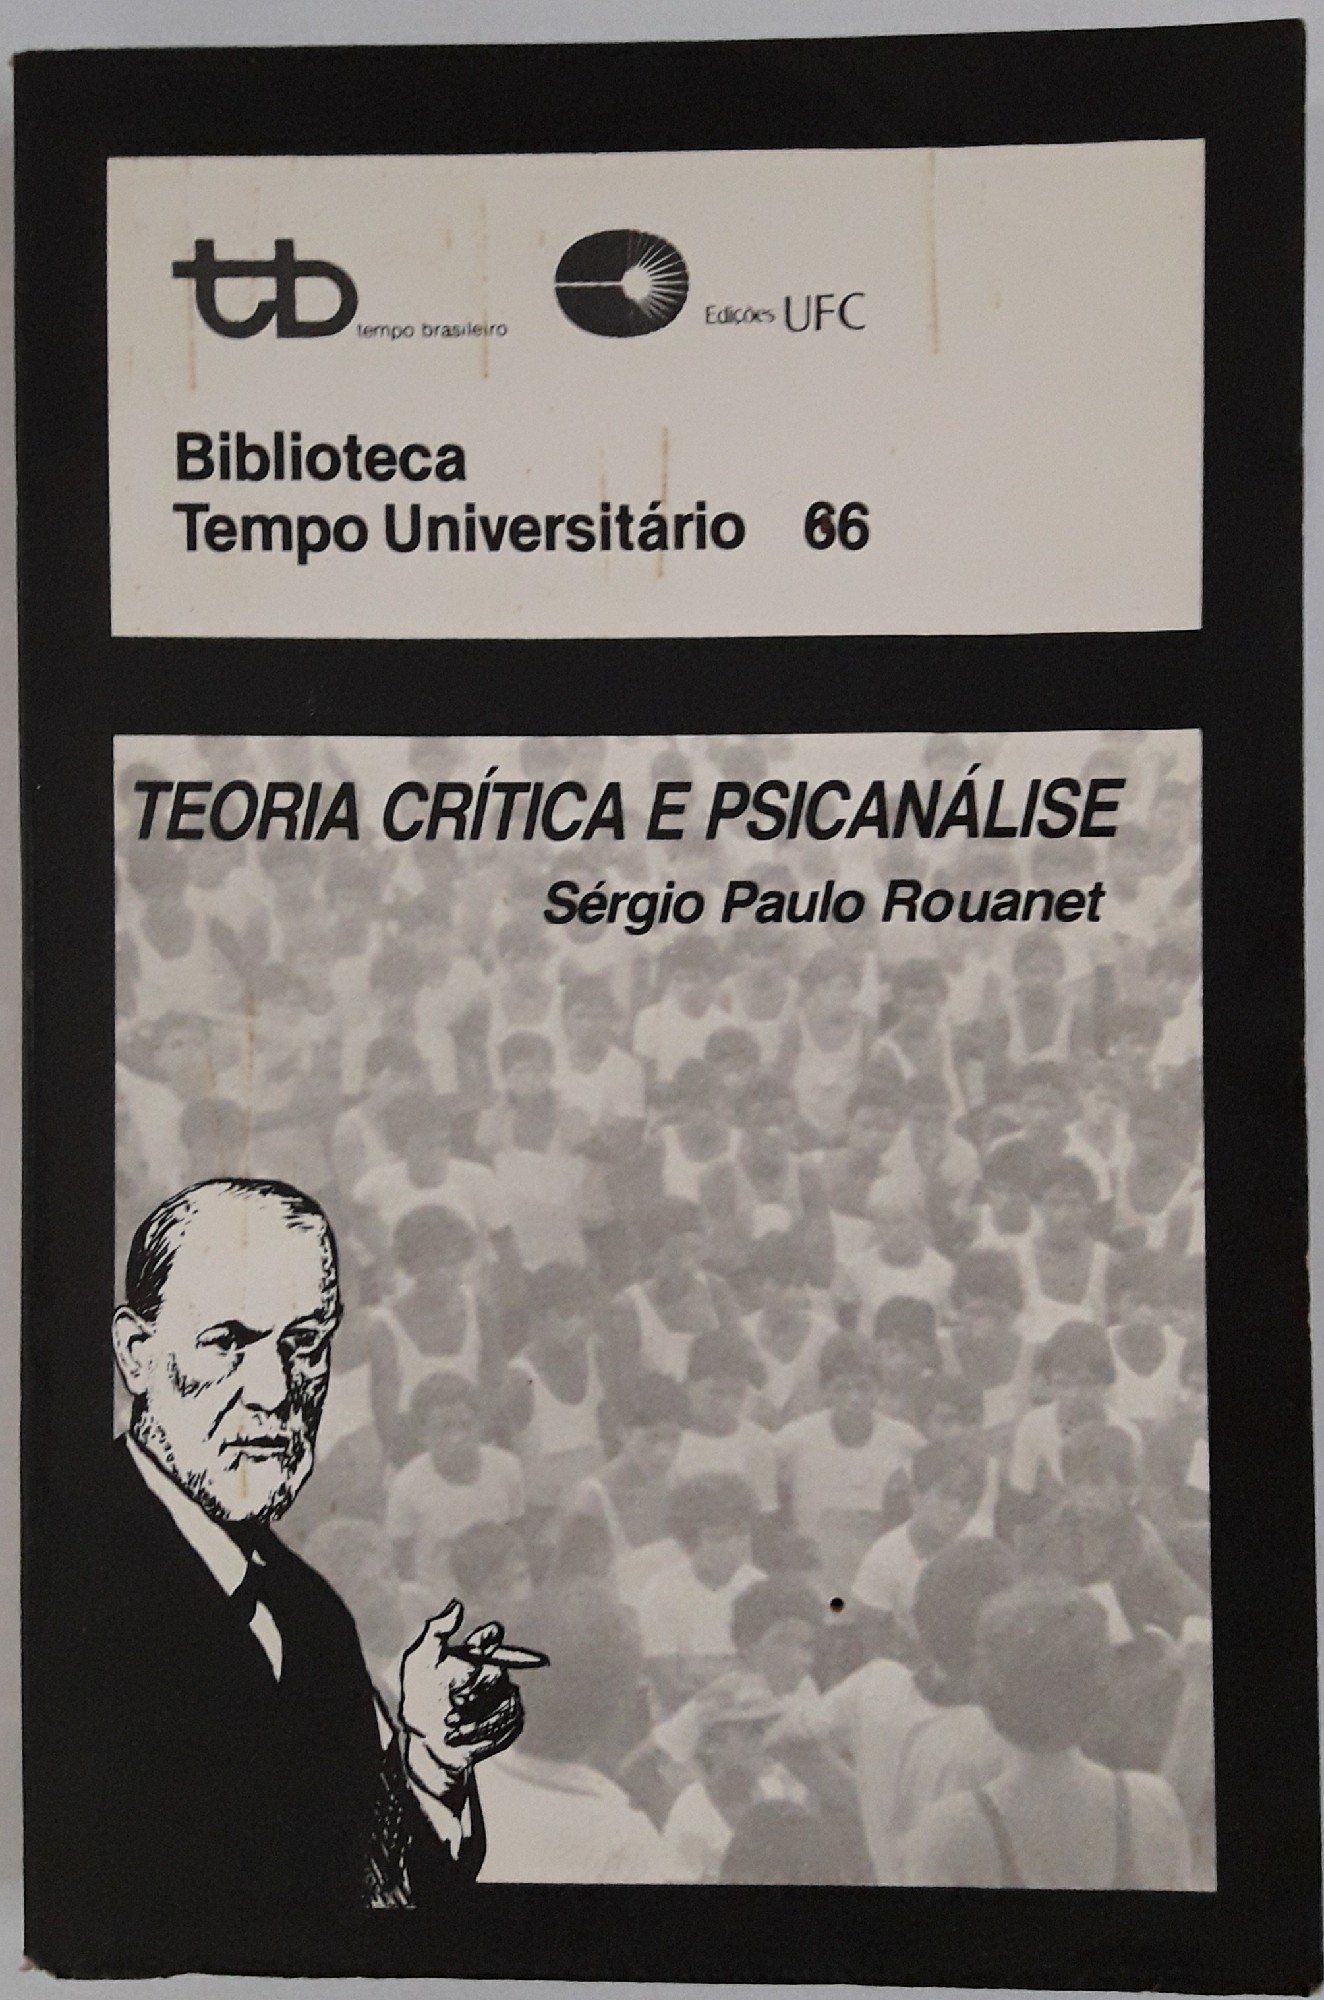 tb
tempo brasileiro
Edições UFC
Biblioteca
Tempo Universitário 66
TEORIA CRÍTICA E PSICANÁLISE
Sérgio Paulo Rouanet